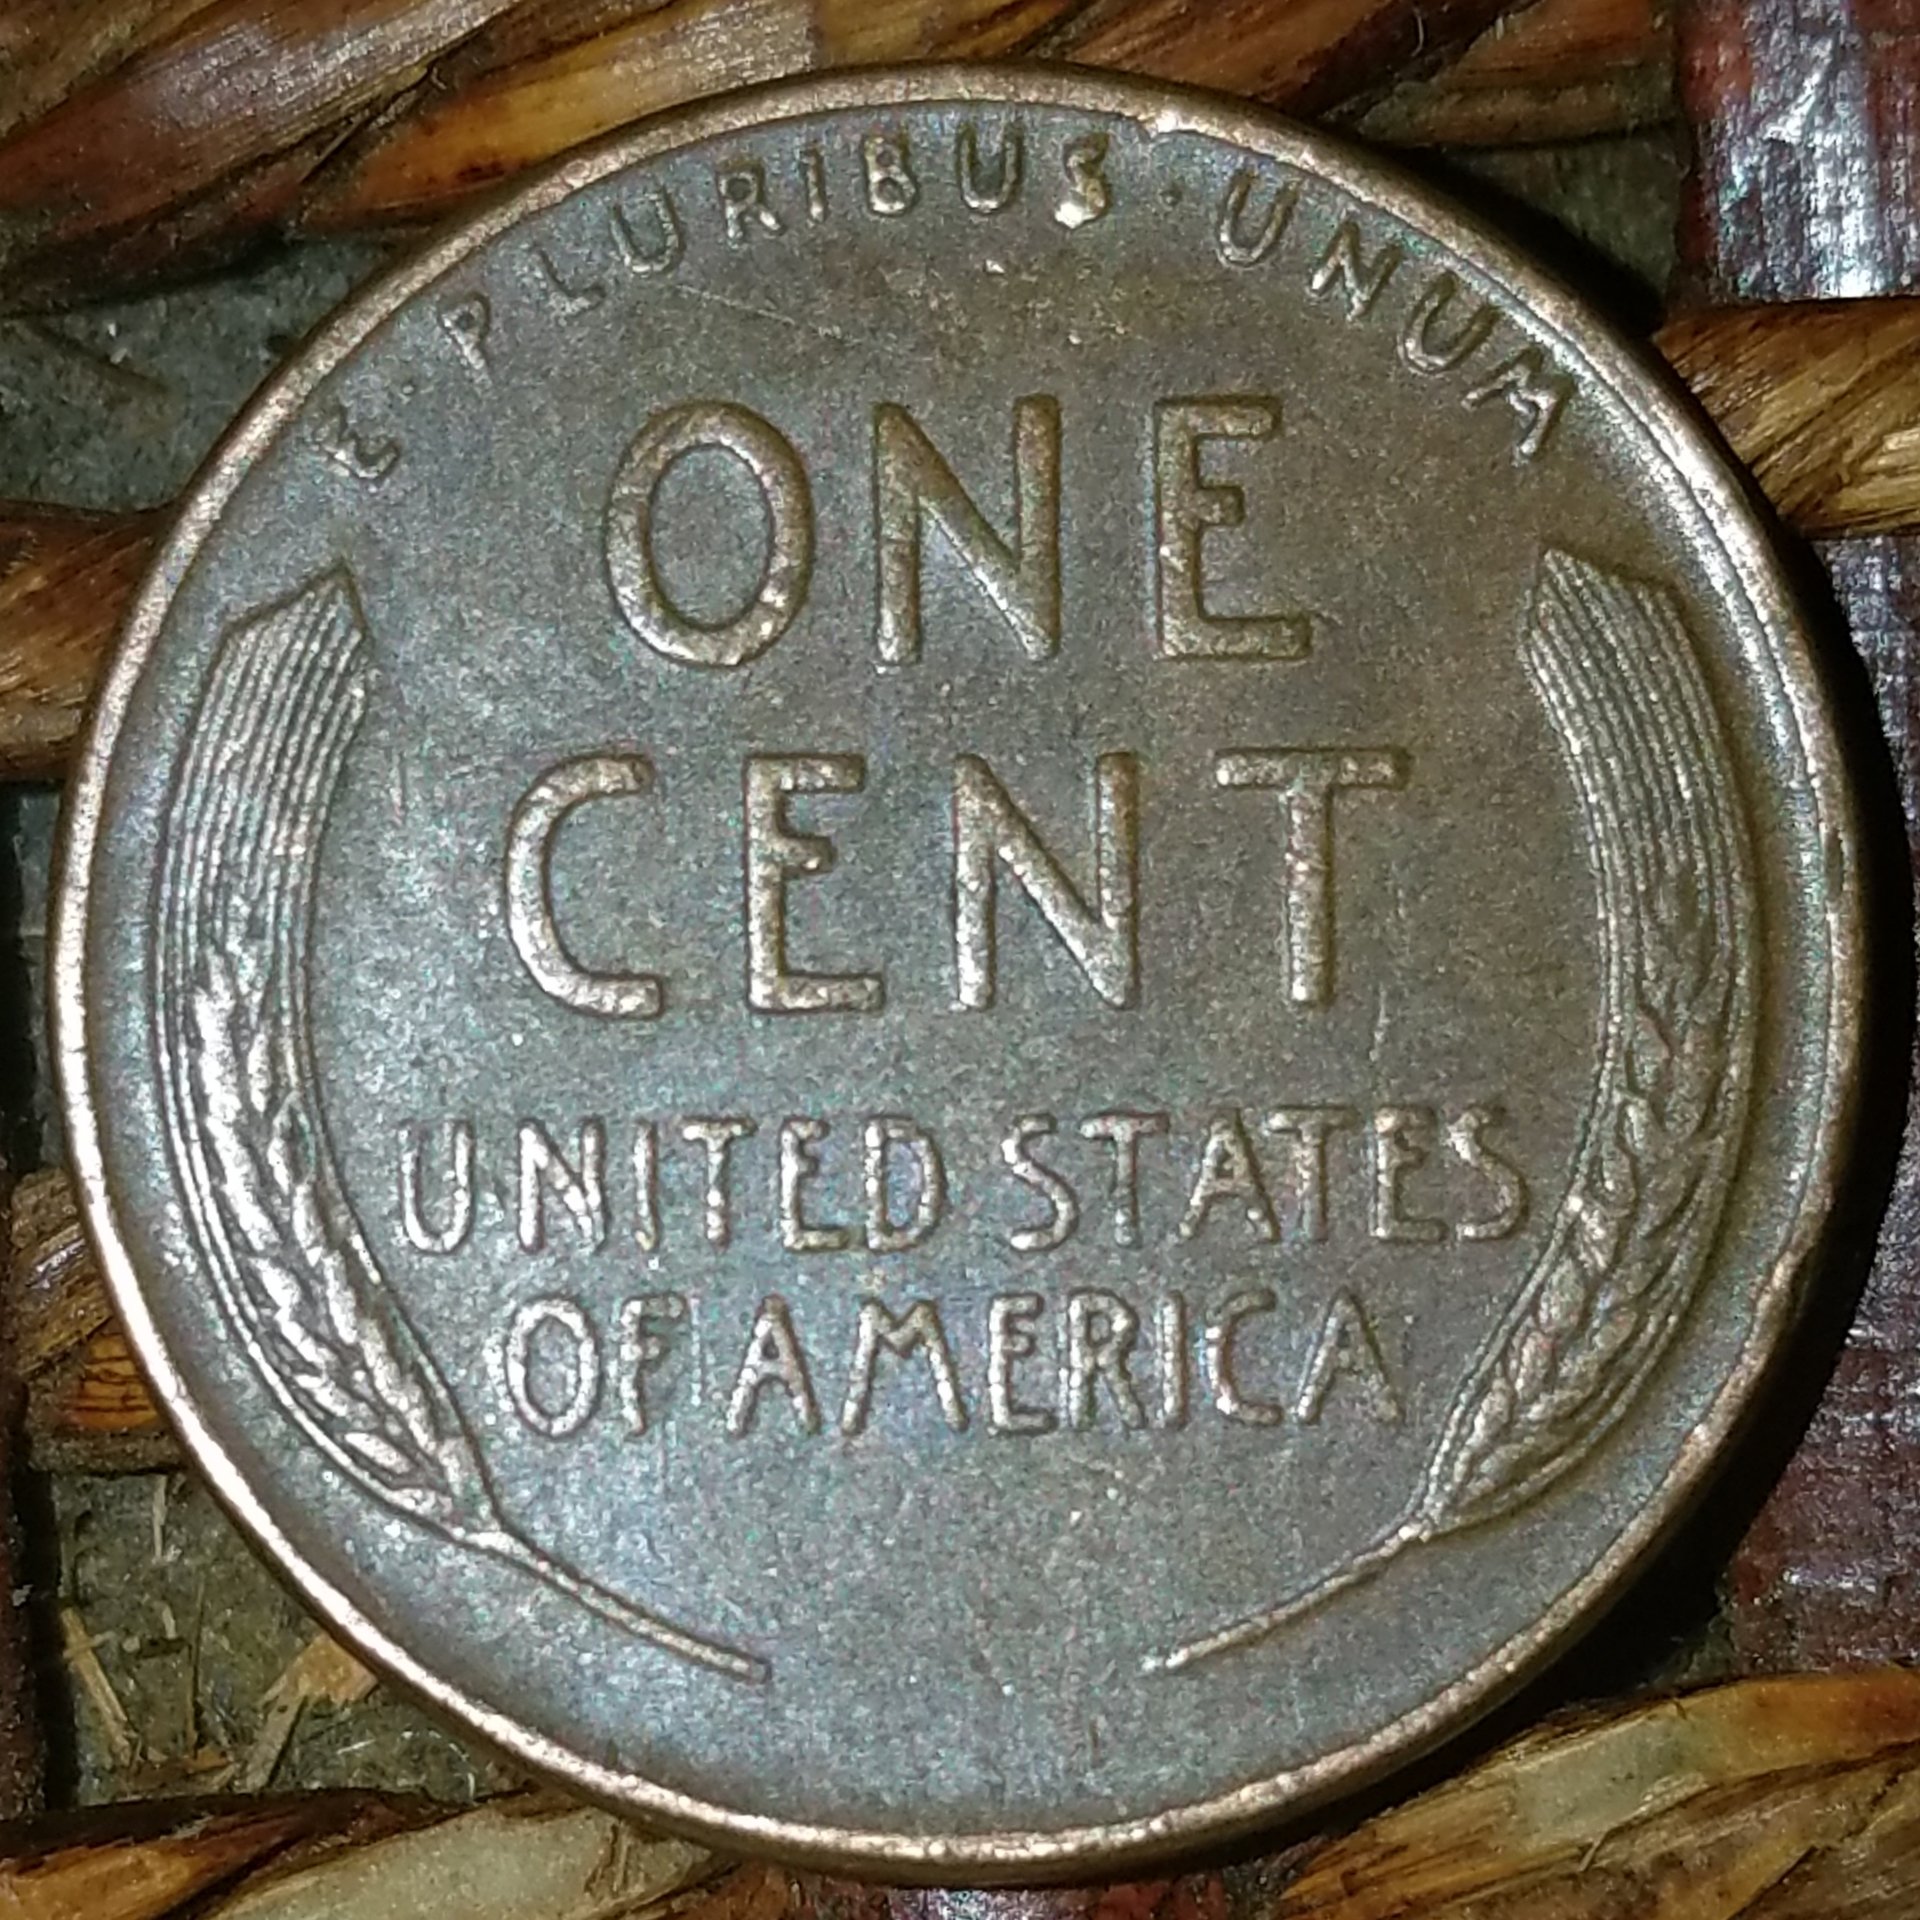 E · PLURIBUS · UNUM
ONE
CENT
UNITED STATES
OF AMERICA